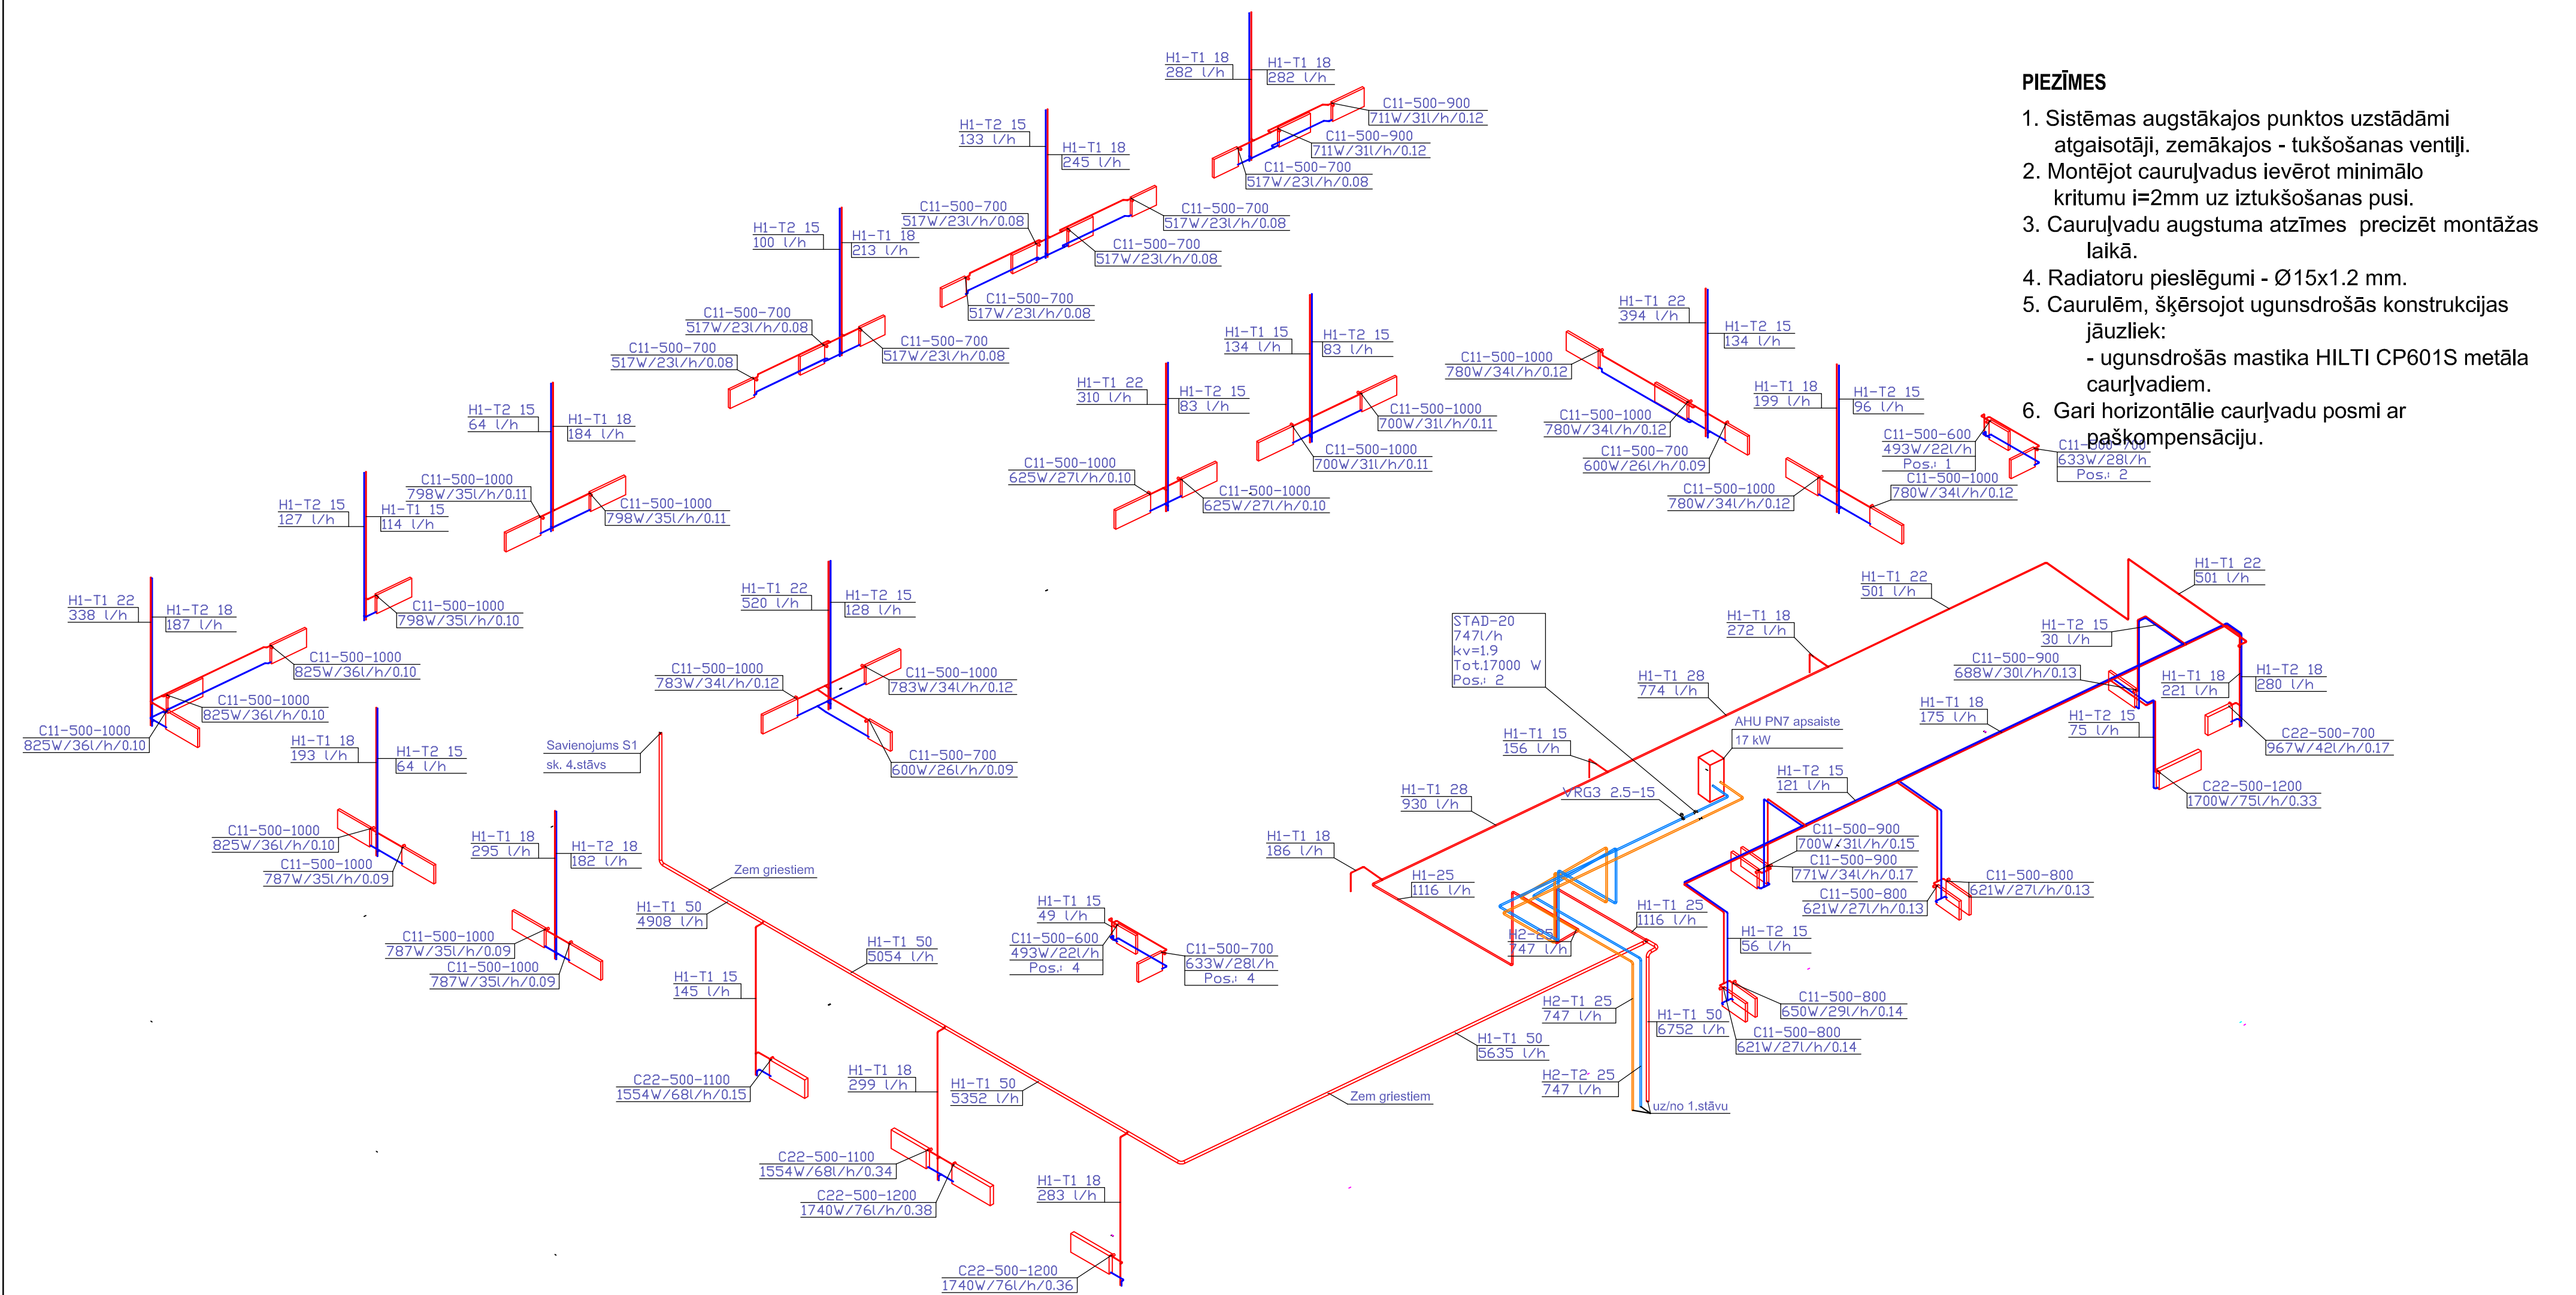 PIEZĪMES
1. Sistēmas augstākajos punktos uzstādāmi
atgaisotāji, zemākajos - tukšošanas ventiļi.
2. Montējot cauruļvadus ievērot minimālo
kritumu i=2mm uz iztukšošanas pusi.
3. Cauruļvadu augstuma atzīmes precizēt montāžas
laikā.
4. Radiatoru pieslēgumi - Ø15x1.2 mm.
5. Caurulēm, šķērsojot ugunsdrošās konstrukcijas
jāuzliek:
- ugunsdrošās mastika HILTI CP601S metāla
caurļvadiem.
6. Gari horizontālie caurļvadu posmi ar
paškompensāciju.
H1-T1 18
282 l/h
H1-T1 18
282 l/h
C11-500-900
711W/31l/h/0.12
C11-500-900
711W/31l/h/0.12
C11-500-700
517W/23l/h/0.08
H1-T2 15
133 l/h
H1-T1 18
245 l/h
C11-500-700
517W/23l/h/0.08
C11-500-700
517W/23l/h/0.08
C11-500-700
517W/23l/h/0.08
C11-500-700
517W/23l/h/0.08
H1-T2 15
100 l/h
H1-T1 18
213 l/h
C11-500-700
517W/23l/h/0.08
C11-500-700
517W/23l/h/0.08
C11-500-700
517W/23l/h/0.08
H1-T2 15
64 l/h
H1-T1 18
184 l/h
C11-500-1000
798W/35l/h/0.11
C11-500-1000
798W/35l/h/0.11
H1-T2 15
127 l/h
H1-T1 15
114 l/h
C11-500-1000
798W/35l/h/0.10
H1-T1 22
338 l/h
H1-T2 18
187 l/h
C11-500-1000
825W/36l/h/0.10
C11-500-1000
825W/36l/h/0.10
C11-500-1000
825W/36l/h/0.10
H1-T1 18
193 l/h
H1-T2 15
64 l/h
C11-500-1000
825W/36l/h/0.10
C11-500-1000
787W/35l/h/0.09
H1-T1 18
295 l/h
H1-T2 18
182 l/h
C11-500-1000
787W/35l/h/0.09
C11-500-1000
787W/35l/h/0.09
H1-T1 22
520 l/h
H1-T2 15
128 l/h
C11-500-1000
783W/34l/h/0.12
C11-500-1000
783W/34l/h/0.12
C11-500-700
600W/26l/h/0.09
H1-T1 22
310 l/h
H1-T2 15
83 l/h
C11-500-1000
625W/27l/h/0.10
C11-500-1000
625W/27l/h/0.10
H1-T1 15
134 l/h
H1-T2 15
83 l/h
C11-500-1000
700W/31l/h/0.11
C11-500-1000
700W/31l/h/0.11
H1-T1 22
394 l/h
H1-T2 15
134 l/h
C11-500-1000
780W/34l/h/0.12
C11-500-1000
780W/34l/h/0.12
C11-500-700
600W/26l/h/0.09
H1-T1 18
199 l/h
H1-T2 15
96 l/h
C11-500-1000
780W/34l/h/0.12
C11-500-1000
780W/34l/h/0.12
C11-500-600
493W/22l/h
Pos.: 1
C11-500-700
633W/28l/h
Pos.: 2
Savienojums S1
sk. 4.stāvs
Zem griestiem
H1-T1 50
4908 l/h
H1-T1 50
5054 l/h
H1-T1 15
145 l/h
C22-500-1100
1554W/68l/h/0.15
H1-T1 18
299 l/h
H1-T1 50
5352 l/h
C22-500-1100
1554W/68l/h/0.34
C22-500-1200
1740W/76l/h/0.38
H1-T1 18
283 l/h
C22-500-1200
1740W/76l/h/0.36
H1-T1 15
49 l/h
C11-500-600
493W/22l/h
Pos.: 4
C11-500-700
633W/28l/h
Pos.: 4
Zem griestiem
H1-T1 50
5635 l/h
H1-T1 50
6752 l/h
H2-T1 25
747 l/h
H2-T2 25
747 l/h
uz/no 1.stāvu
H2-25
747 l/h
H1-T1 25
1116 l/h
H1-25
1116 l/h
H1-T1 18
186 l/h
H1-T1 28
930 l/h
H1-T1 15
156 l/h
H1-T1 28
774 l/h
H1-T1 18
272 l/h
H1-T1 22
501 l/h
H1-T1 22
501 l/h
STAD-20
747l/h
kv=1.9
Tot.17000 W
Pos.: 2
AHU PN7 apsaiste
17 kW
VRG3 2.5-15
H1-T2 15
30 l/h
C11-500-900
688W/30l/h/0.13
H1-T1 18
221 l/h
H1-T2 18
280 l/h
H1-T1 18
175 l/h
H1-T2 15
75 l/h
C22-500-700
967W/42l/h/0.17
C22-500-1200
1700W/75l/h/0.33
H1-T2 15
121 l/h
C11-500-900
700W/31l/h/0.15
C11-500-900
771W/34l/h/0.17
C11-500-800
621W/27l/h/0.13
C11-500-800
621W/27l/h/0.13
H1-T2 15
56 l/h
C11-500-800
650W/29l/h/0.14
C11-500-800
621W/27l/h/0.14